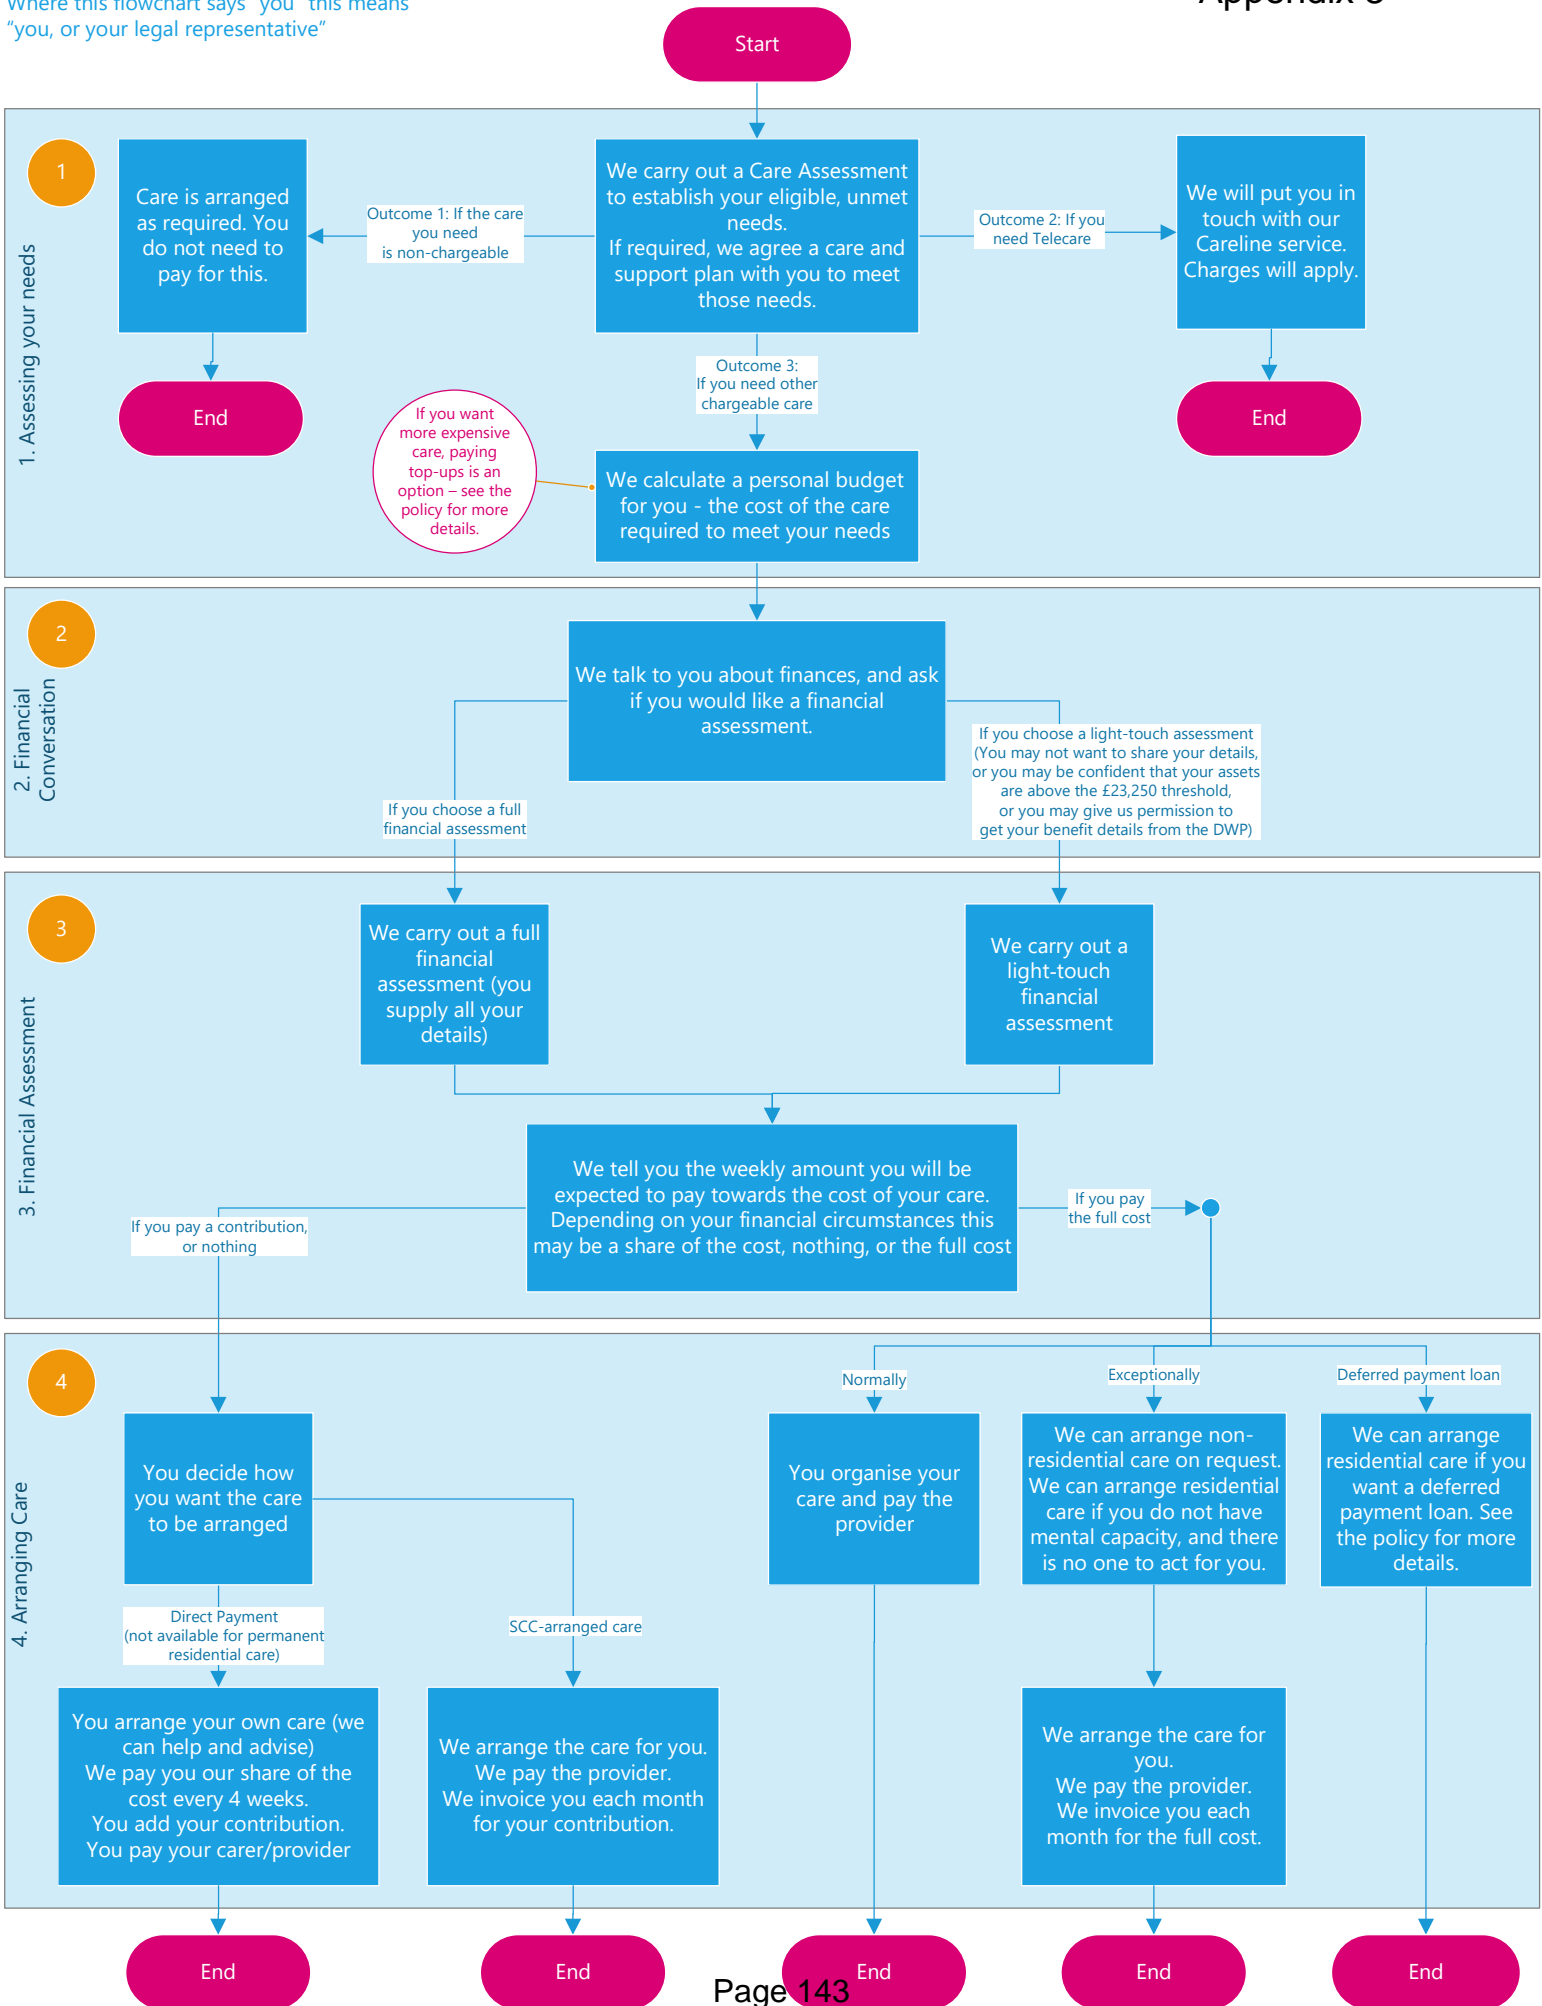 Where this flowchart says "you" this means
“you, or your legal representative”
Start
1
1. Assessing your needs
Care is arranged
as required. You
do not need to
pay for this.
Outcome 1: If the care
you need
is non-chargeable
We carry out a Care Assessment
to establish your eligible, unmet
needs.
If required, we agree a care and
support plan with you to meet
those needs.
Outcome 2: If you
need Telecare
We will put you in
touch with our
Careline service.
Charges will apply.
End
Outcome 3:
If you need other
chargeable care
End
If you want
more expensive
care, paying
top-ups is an
option – see the
policy for more
details.
We calculate a personal budget
for you - the cost of the care
required to meet your needs
2
2. Financial
Conversation
We talk to you about finances, and ask
if you would like a financial
assessment.
If you choose a full
financial assessment
If you choose a light-touch assessment
(You may not want to share your details,
or you may be confident that your assets
are above the £23,250 threshold,
or you may give us permission to
get your benefit details from the DWP)
3
3. Financial Assessment
We carry out a full
financial
assessment (you
supply all your
details)
We carry out a
light-touch
financial
assessment
We tell you the weekly amount you will be
expected to pay towards the cost of your care.
Depending on your financial circumstances this
may be a share of the cost, nothing, or the full cost
If you pay a contribution,
or nothing
If you pay
the full cost
4
4. Arranging Care
Normally
Exceptionally
Deferred payment loan
You decide how
you want the care
to be arranged
You organise your
care and pay the
provider
We can arrange non-
residential care on request.
We can arrange residential
care if you do not have
mental capacity, and there
is no one to act for you.
We can arrange
residential care if you
want a deferred
payment loan. See
the policy for more
details.
Direct Payment
(not available for permanent
residential care)
SCC-arranged care
You arrange your own care (we
can help and advise)
We pay you our share of the
cost every 4 weeks.
You add your contribution.
You pay your carer/provider
We arrange the care for you.
We pay the provider.
We invoice you each month
for your contribution.
We arrange the care for
you.
We pay the provider.
We invoice you each
month for the full cost.
End
End
End
End
End
Page 143